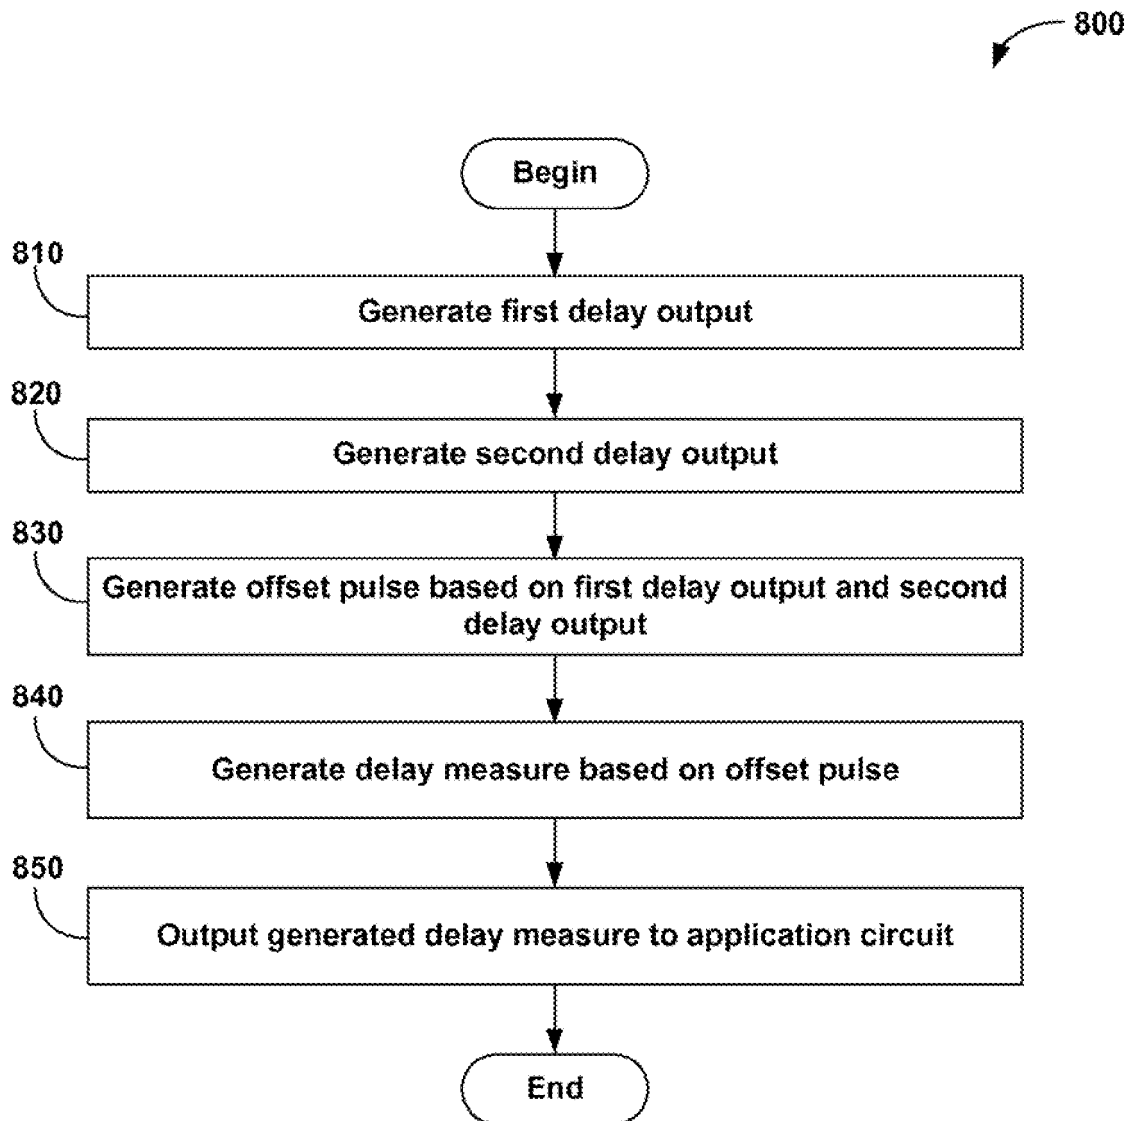 800
Begin
810
Generate first delay output
820
Generate second delay output
830
Generate offset pulse based on first delay output and second
delay output
840
Generate delay measure based on offset pulse
850
Output generated delay measure to application circuit
End